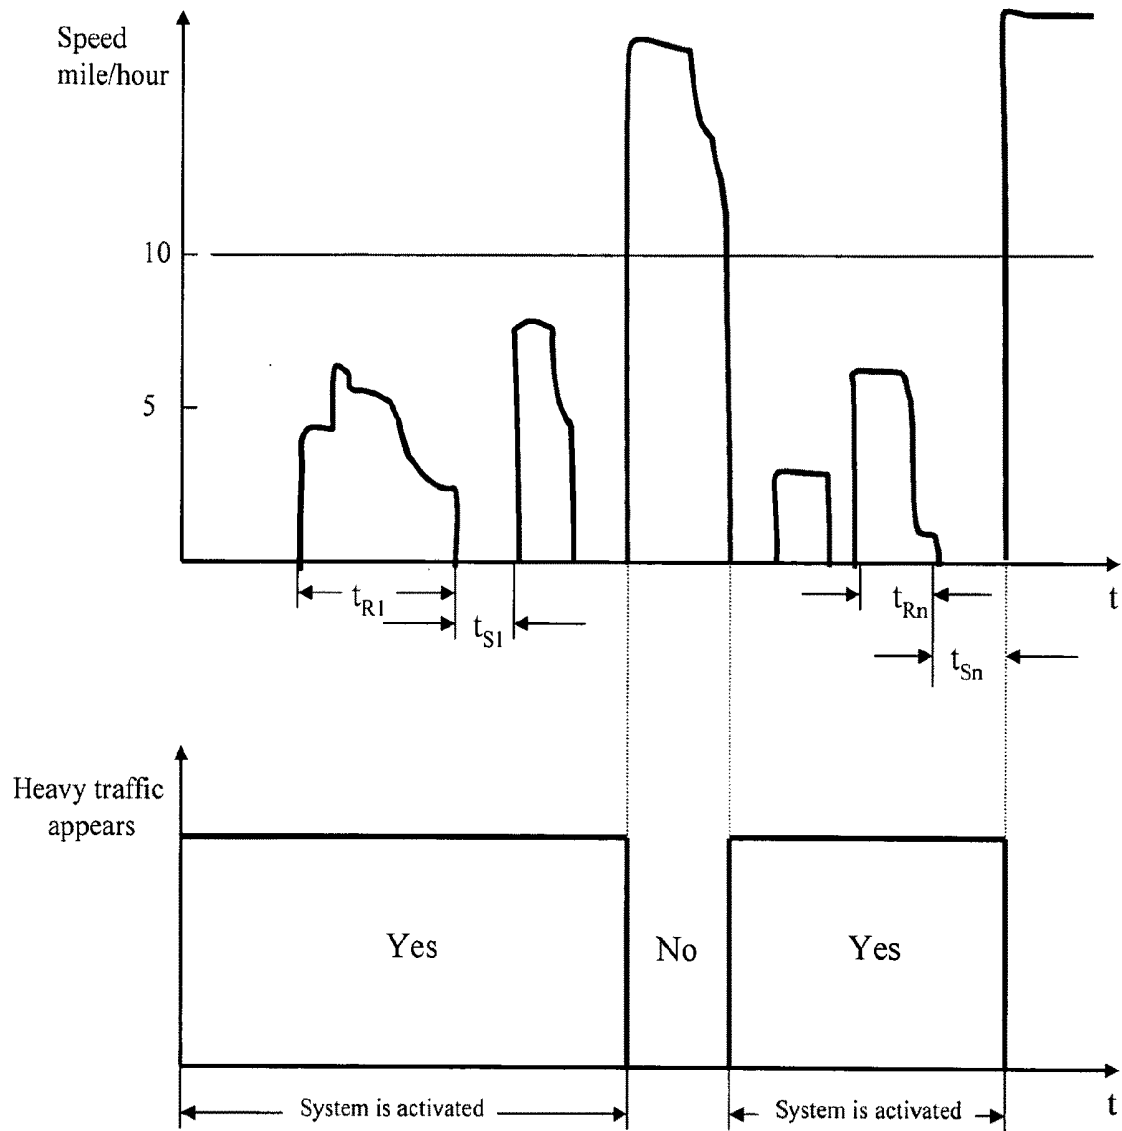 Speed
mile/hour
10
5
tR1
tS1
tRn
tSn
t
Heavy traffic
appears
Yes
No
Yes
System is activated
System is activated
t